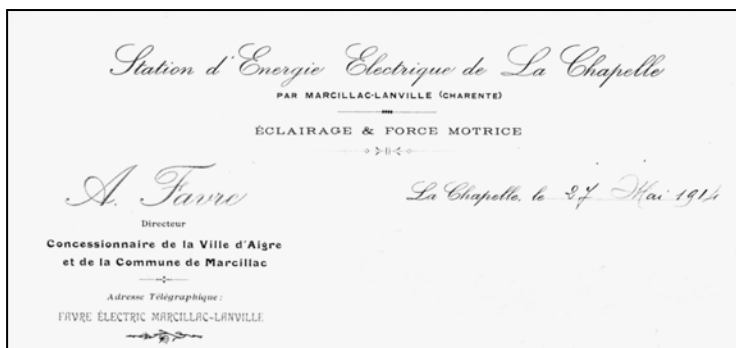 Station d'Energie Electrique de La Chapelle
PAR MARCILLAC-LANVILLE (CHARENTE)
ÉCLAIRAGE & FORCE MOTRICE
A. Favre
La Chapelle, le 27 Mai 1914
Directeur
Concessionnaire de la Ville d'Aigre
et de la Commune de Marcillac
Adresse Télégraphique:
FAVRE ÉLECTRIC MARCILLAC-LANVILLE